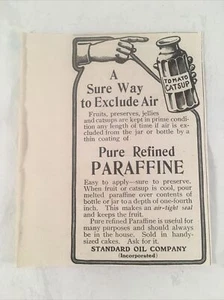 TOMATO
CATSUP
A
Sure Way
to Exclude Air
Fruits, preserves, jellies
and catsups are kept in prime condi-
tion any length of time if air is ex-
cluded from the jar or bottle by a
thin coating of
Pure Refined
PARAFFINE
Easy to apply—sure to preserve.
When fruit or catsup is cool, pour
melted paraffine over contents of
bottle or jar to a depth of one-fourth
inch. This makes an air-tight seal
and keeps the fruit.
Pure refined Paraffine is useful for
many purposes and should always
be in the house. Sold in handy-
sized cakes. Ask for it.
STANDARD OIL COMPANY
(Incorporated)